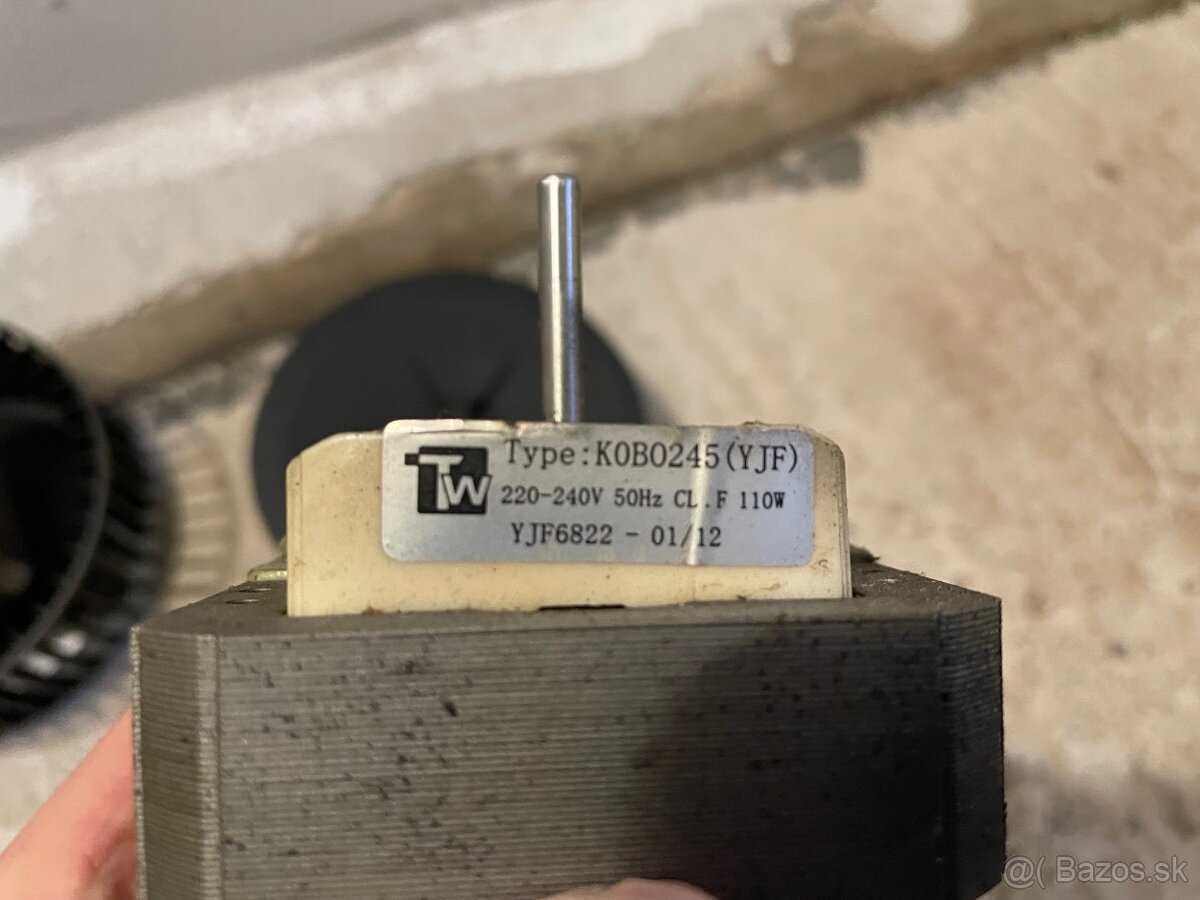 TW
Type:K0B0245(YJF)
220-240V 50Hz CL.F 110W
YJF6822 - 01/12
@( Bazos.sk